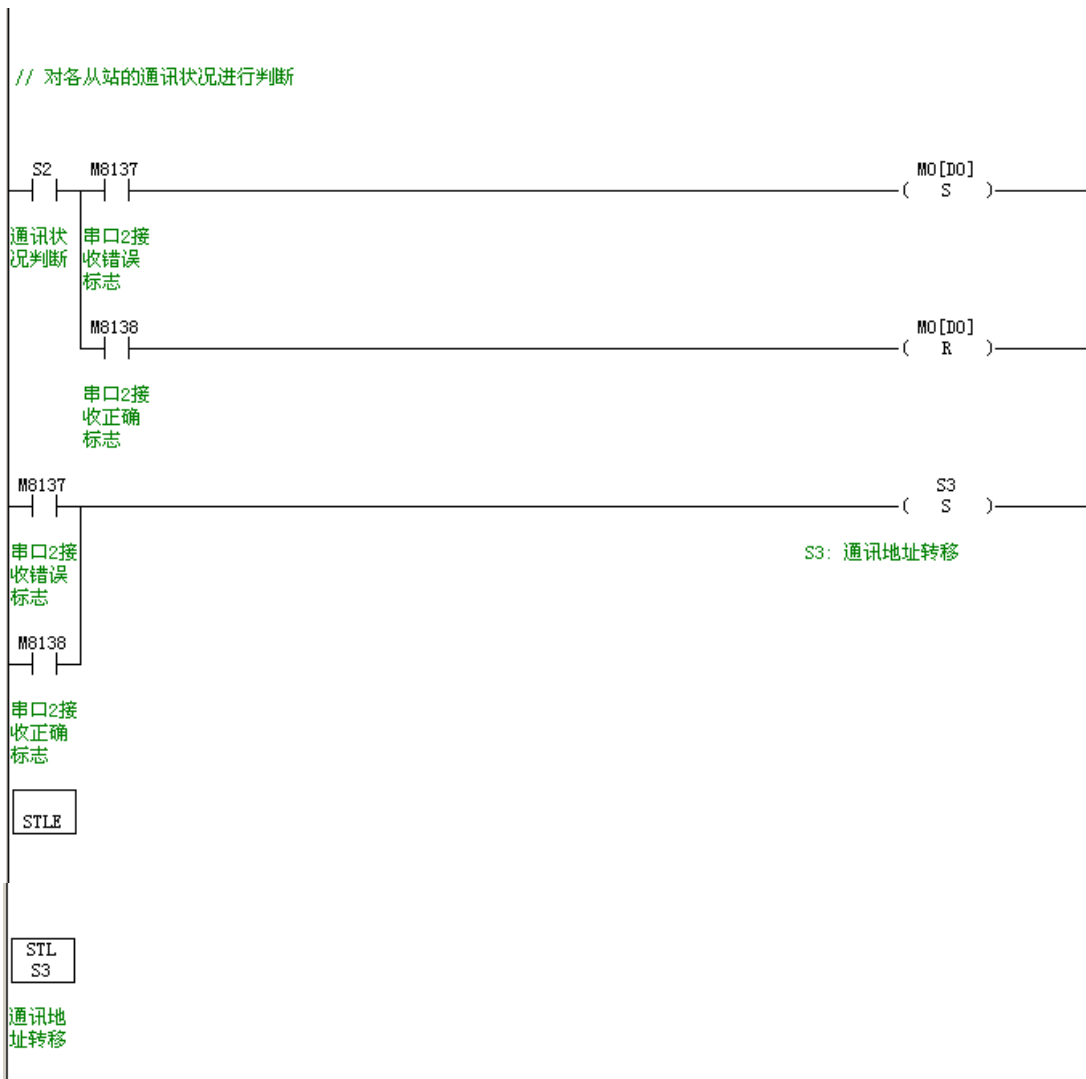 // 对各从站的通讯状况进行判断
S2 M8137 M0[D0]
S
通讯状 串口2接
况判断 收错误
标志
M8138 M0[D0]
R
串口2接
收正确
标志
M8137 S3
S
串口2接 S3: 通讯地址转移
收错误
标志
M8138
串口2接
收正确
标志
STLE
STL
S3
通讯地
址转移